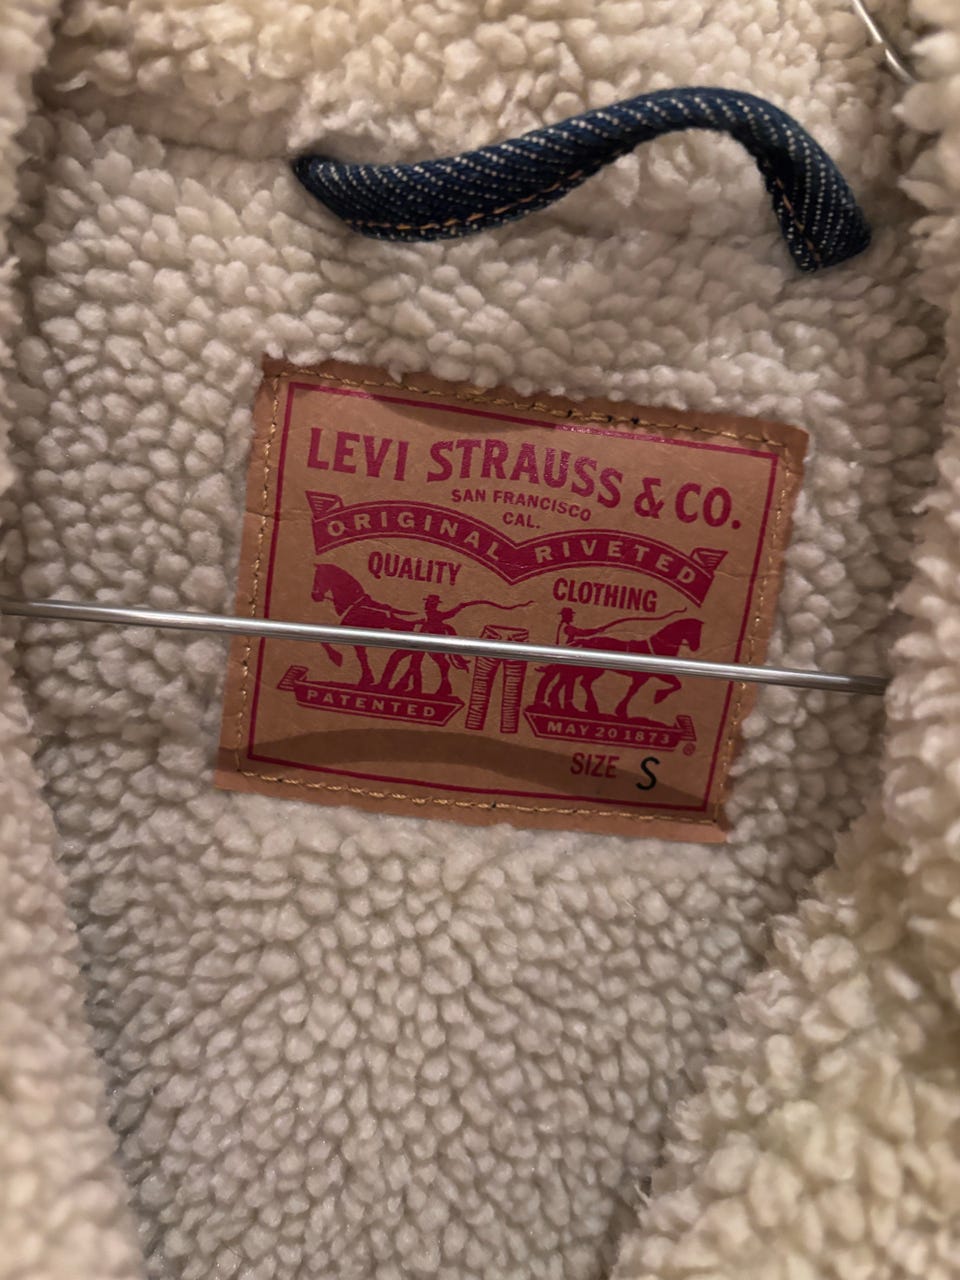 LEVI STRAUSS & CO.
SAN FRANCISCO
CAL.
ORIGINAL RIVETED
QUALITY CLOTHING
PATENTED MAY 20 1873 ®
SIZE S